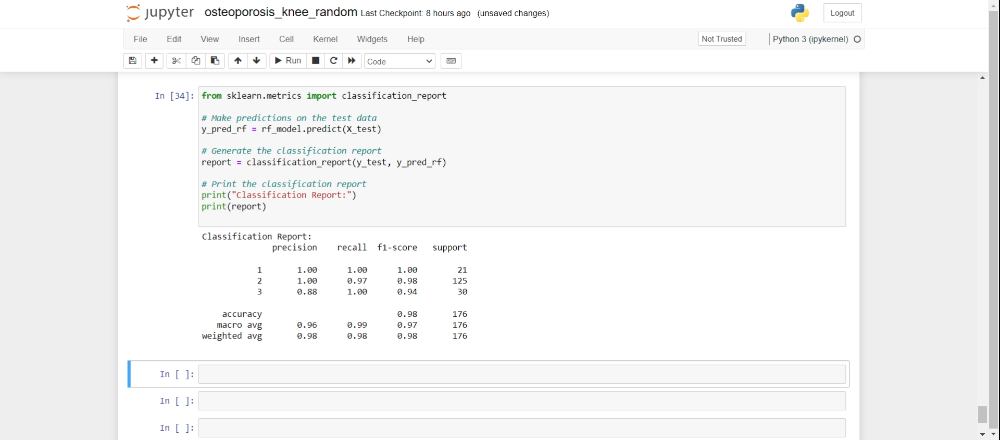 jupyter osteoporosis_knee_random Last Checkpoint: 8 hours ago (unsaved changes) Logout
File Edit View Insert Cell Kernel Widgets Help Not Trusted Python 3 (ipykernel)
Run Code
In [34]: from sklearn.metrics import classification_report
# Make predictions on the test data
y_pred_rf = rf_model.predict(X_test)
# Generate the classification report
report = classification_report(y_test, y_pred_rf)
# Print the classification report
print("Classification Report:")
print(report)
Classification Report:
precision recall f1-score support
1 1.00 1.00 1.00 21
2 1.00 0.97 0.98 125
3 0.88 1.00 0.94 30
accuracy 0.98 176
macro avg 0.96 0.99 0.97 176
weighted avg 0.98 0.98 0.98 176
In [ ]:
In [ ]:
In [ ]: